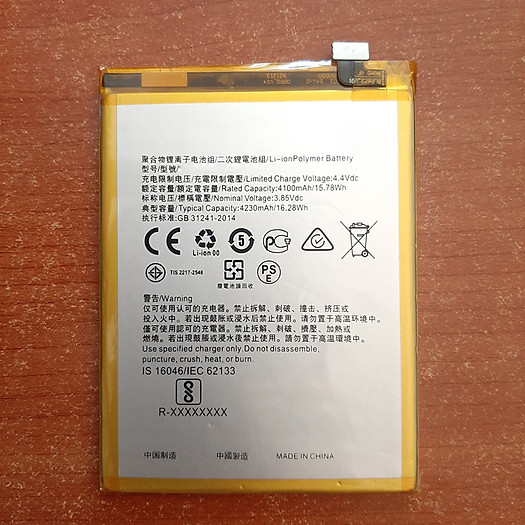 聚合物锂离子电池组/二次鋰電池組/Li-ionPolymer Battery
型号/型號/
充电限制电压/充電限制電壓/Limited Charge Voltage/4.4Vdc
额定容量/額定電容量/Rated Capacity/4100mAh/15.78Wh
标称电压/標稱電壓/Nominal Voltage/3.85Vdc
典型容量/Typical Capacity/4230mAh/16.28Wh
执行标准:GB 31241-2014
CE
Li-ion 00
5
TIS 2217-2548
廢電池請回收
PS
E
警告/Warning
仅可使用认可的充电器。禁止拆解、刺破、撞击、挤压或
投入火中。若出现鼓胀或浸水后禁止使用。请勿置于高温环境中。
僅可使用認可的充電器。禁止拆解、刺破、擠壓、加熱或
燃燒。若出現鼓脹或浸水後禁止使用。請勿置於高溫環境中。
Use specified charger only.Do not disassemble,
puncture,crush,heat,or burn.
IS 16046/IEC 62133
R-XXXXXXXX
中国制造 中國製造 MADE IN CHINA